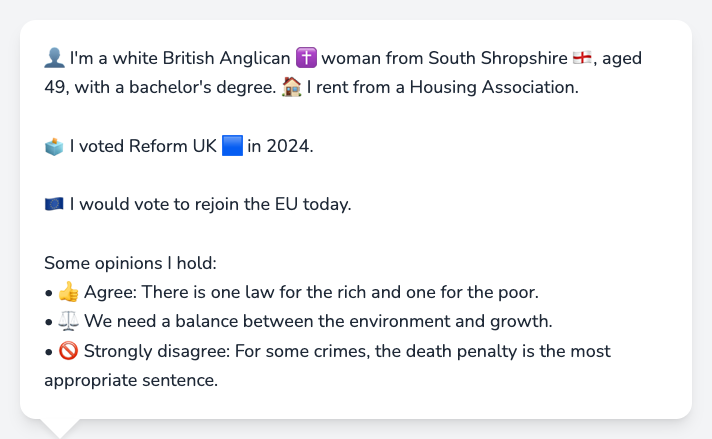 👤 I'm a white British Anglican ✝️ woman from South Shropshire 🏴󠁧󠁢󠁥󠁮󠁧󠁿, aged
49, with a bachelor's degree. 🏠 I rent from a Housing Association.
🗳️ I voted Reform UK 🟦 in 2024.
🇪🇺 I would vote to rejoin the EU today.
Some opinions I hold:
• 👍 Agree: There is one law for the rich and one for the poor.
• ⚖️ We need a balance between the environment and growth.
• 🚫 Strongly disagree: For some crimes, the death penalty is the most
appropriate sentence.